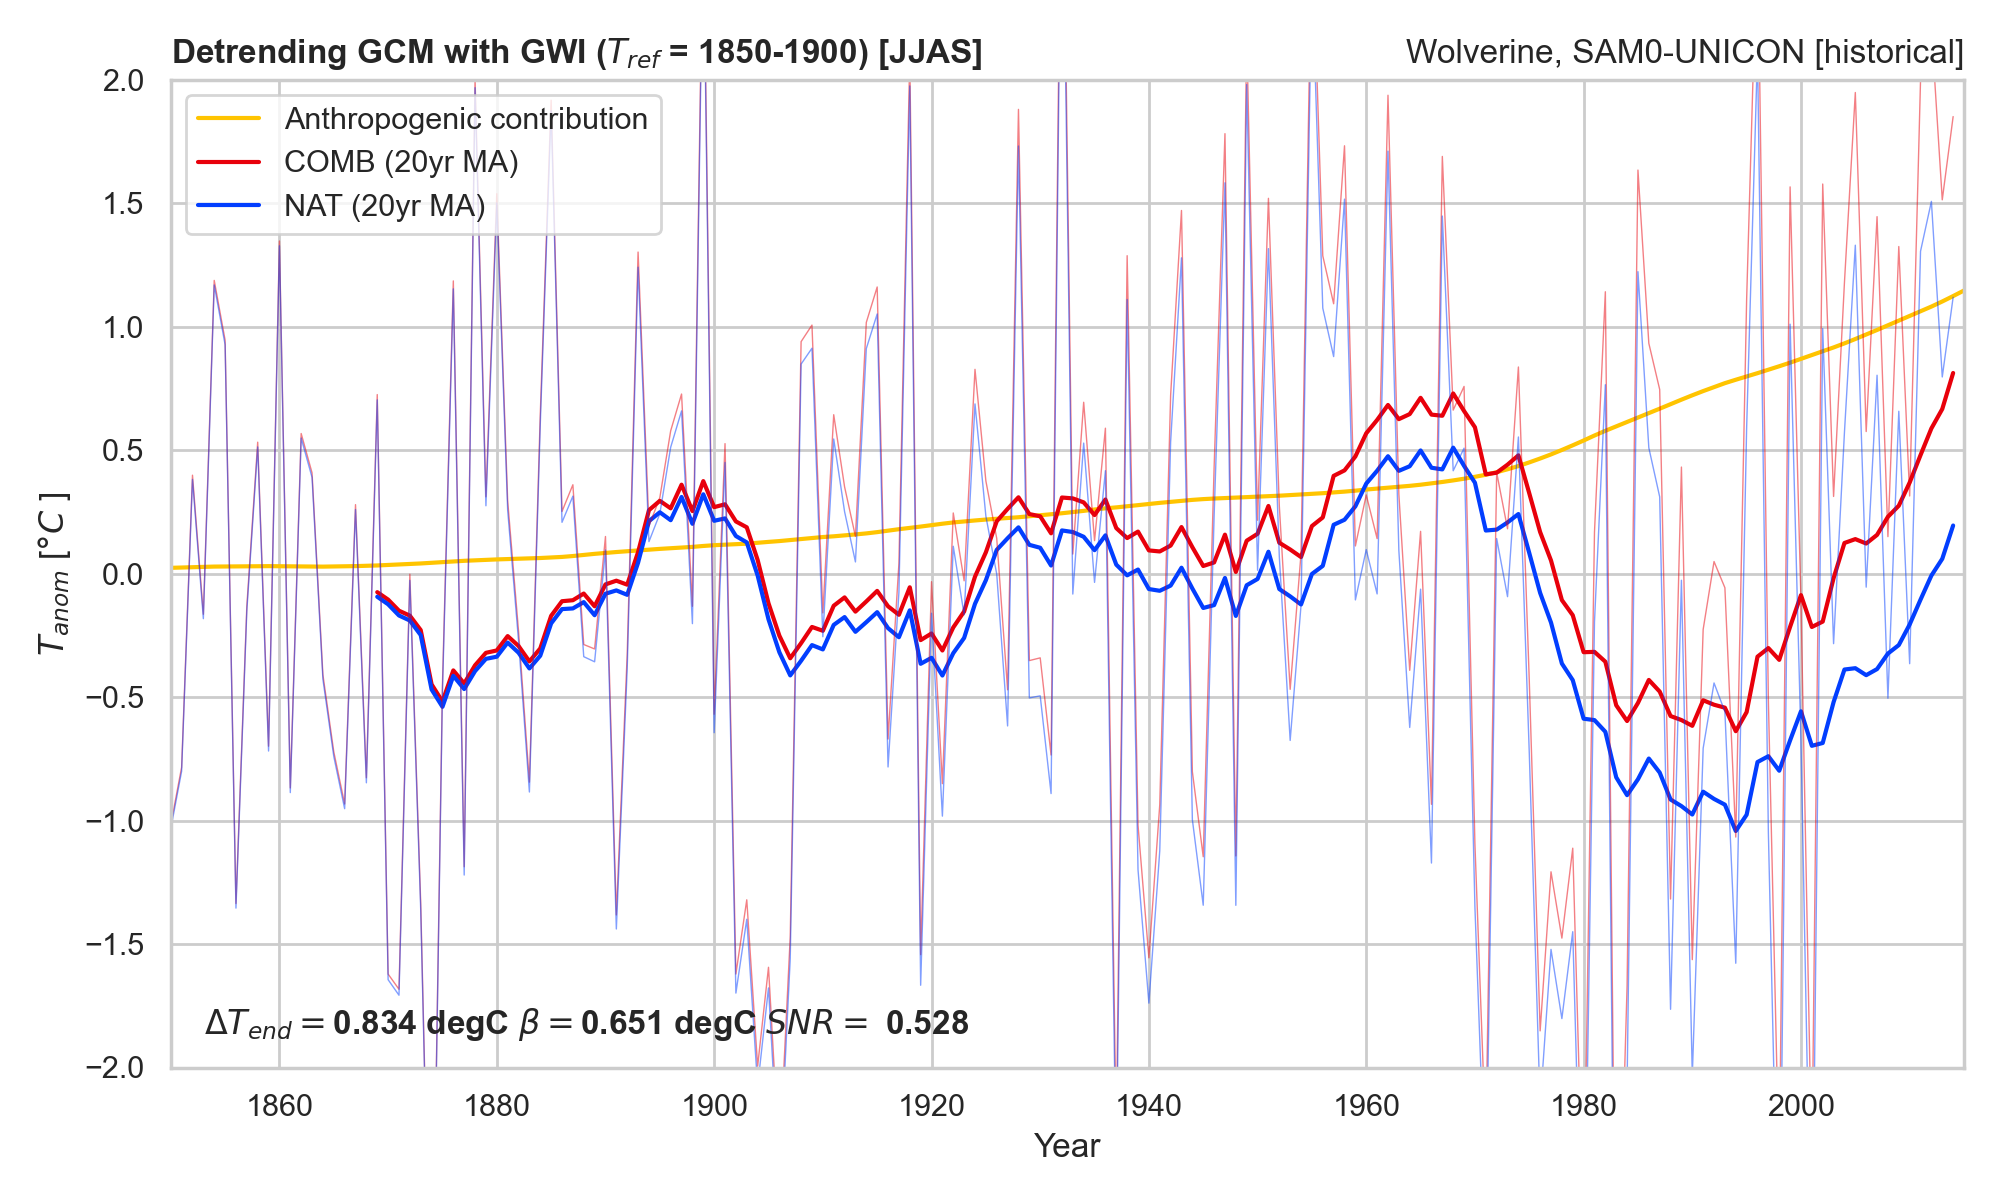 Detrending GCM with GWI (T_ref = 1850-1900) [JJAS]
Wolverine, SAM0-UNICON [historical]
Anthropogenic contribution
COMB (20yr MA)
NAT (20yr MA)
2.0
1.5
1.0
0.5
0.0
−0.5
−1.0
−1.5
−2.0
T_anom [°C]
ΔT_end = 0.834 degC β = 0.651 degC SNR = 0.528
1860 1880 1900 1920 1940 1960 1980 2000
Year